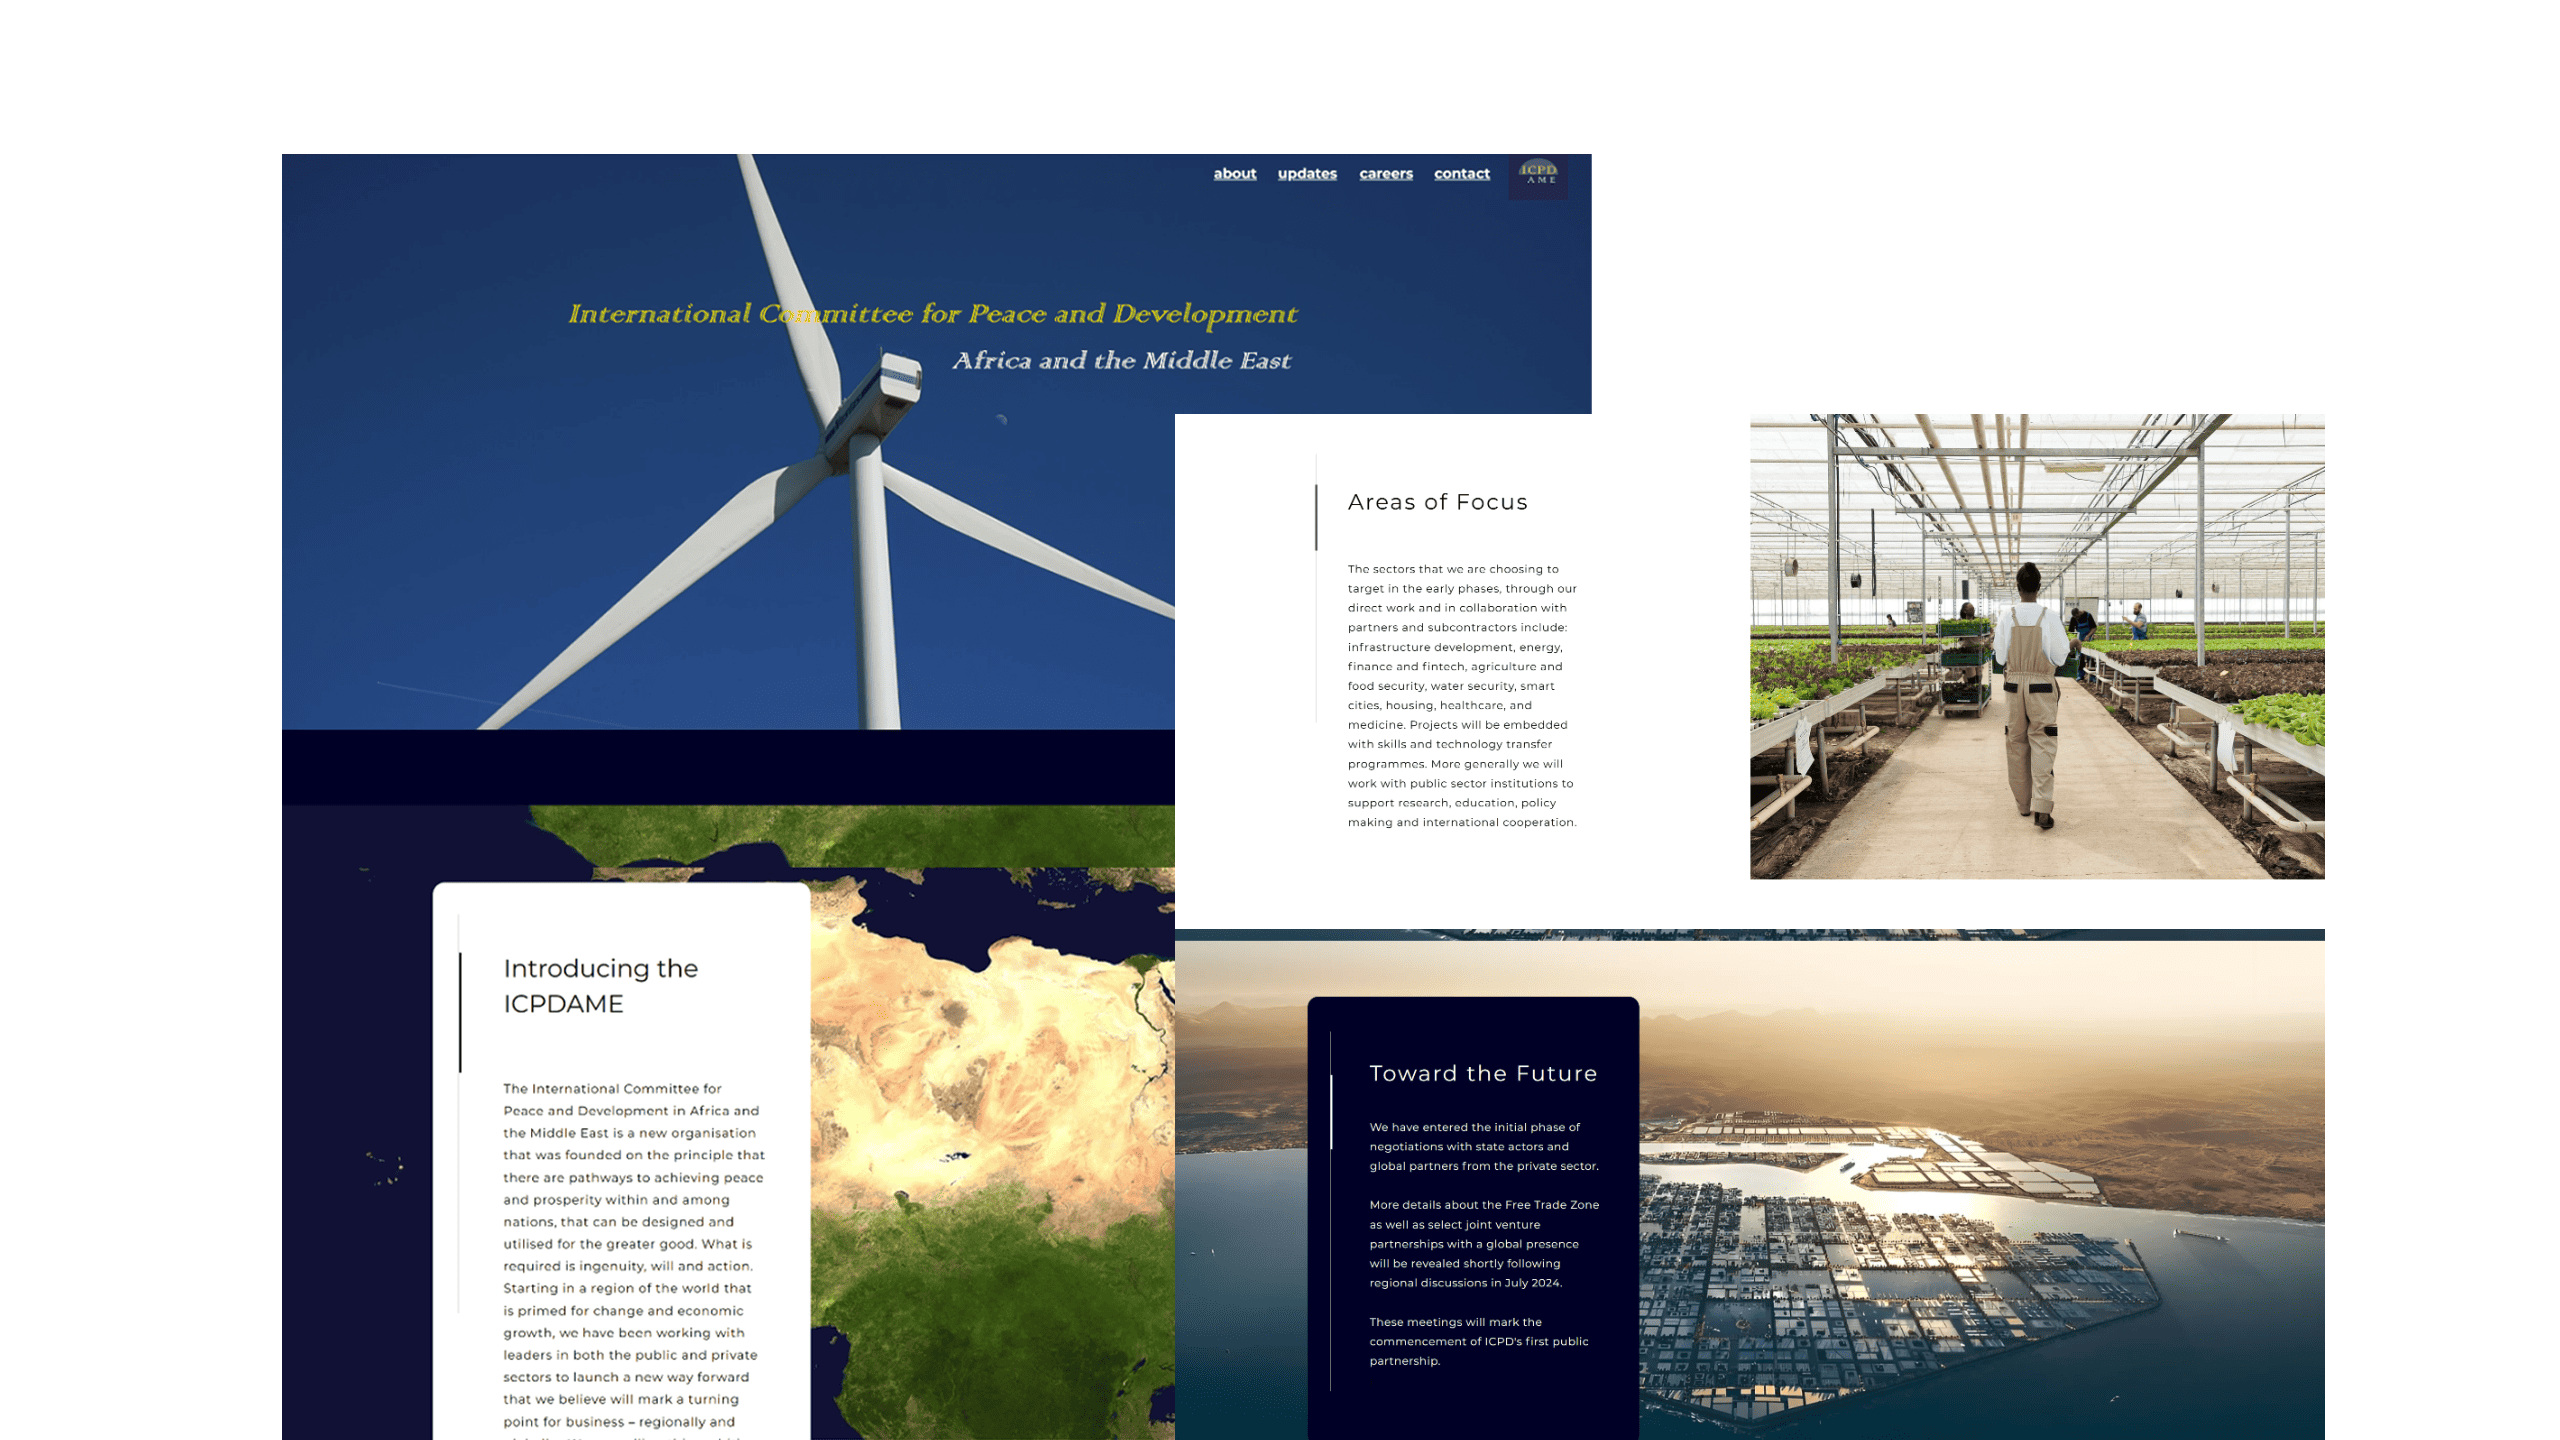 about updates careers contact
ICPD
AME
International Committee for Peace and Development
Africa and the Middle East
Areas of Focus
The sectors that we are choosing to
target in the early phases, through our
direct work and in collaboration with
partners and subcontractors include:
infrastructure development, energy,
finance and fintech, agriculture and
food security, water security, smart
cities, housing, healthcare, and
medicine. Projects will be embedded
with skills and technology transfer
programmes. More generally we will
work with public sector institutions to
support research, education, policy
making and international cooperation.
Introducing the
ICPDAME
The International Committee for
Peace and Development in Africa and
the Middle East is a new organisation
that was founded on the principle that
there are pathways to achieving peace
and prosperity within and among
nations, that can be designed and
utilised for the greater good. What is
required is ingenuity, will and action.
Starting in a region of the world that
is primed for change and economic
growth, we have been working with
leaders in both the public and private
sectors to launch a new way forward
that we believe will mark a turning
point for business – regionally and
Toward the Future
We have entered the initial phase of
negotiations with state actors and
global partners from the private sector.
More details about the Free Trade Zone
as well as select joint venture
partnerships with a global presence
will be revealed shortly following
regional discussions in July 2024.
These meetings will mark the
commencement of ICPD's first public
partnership.